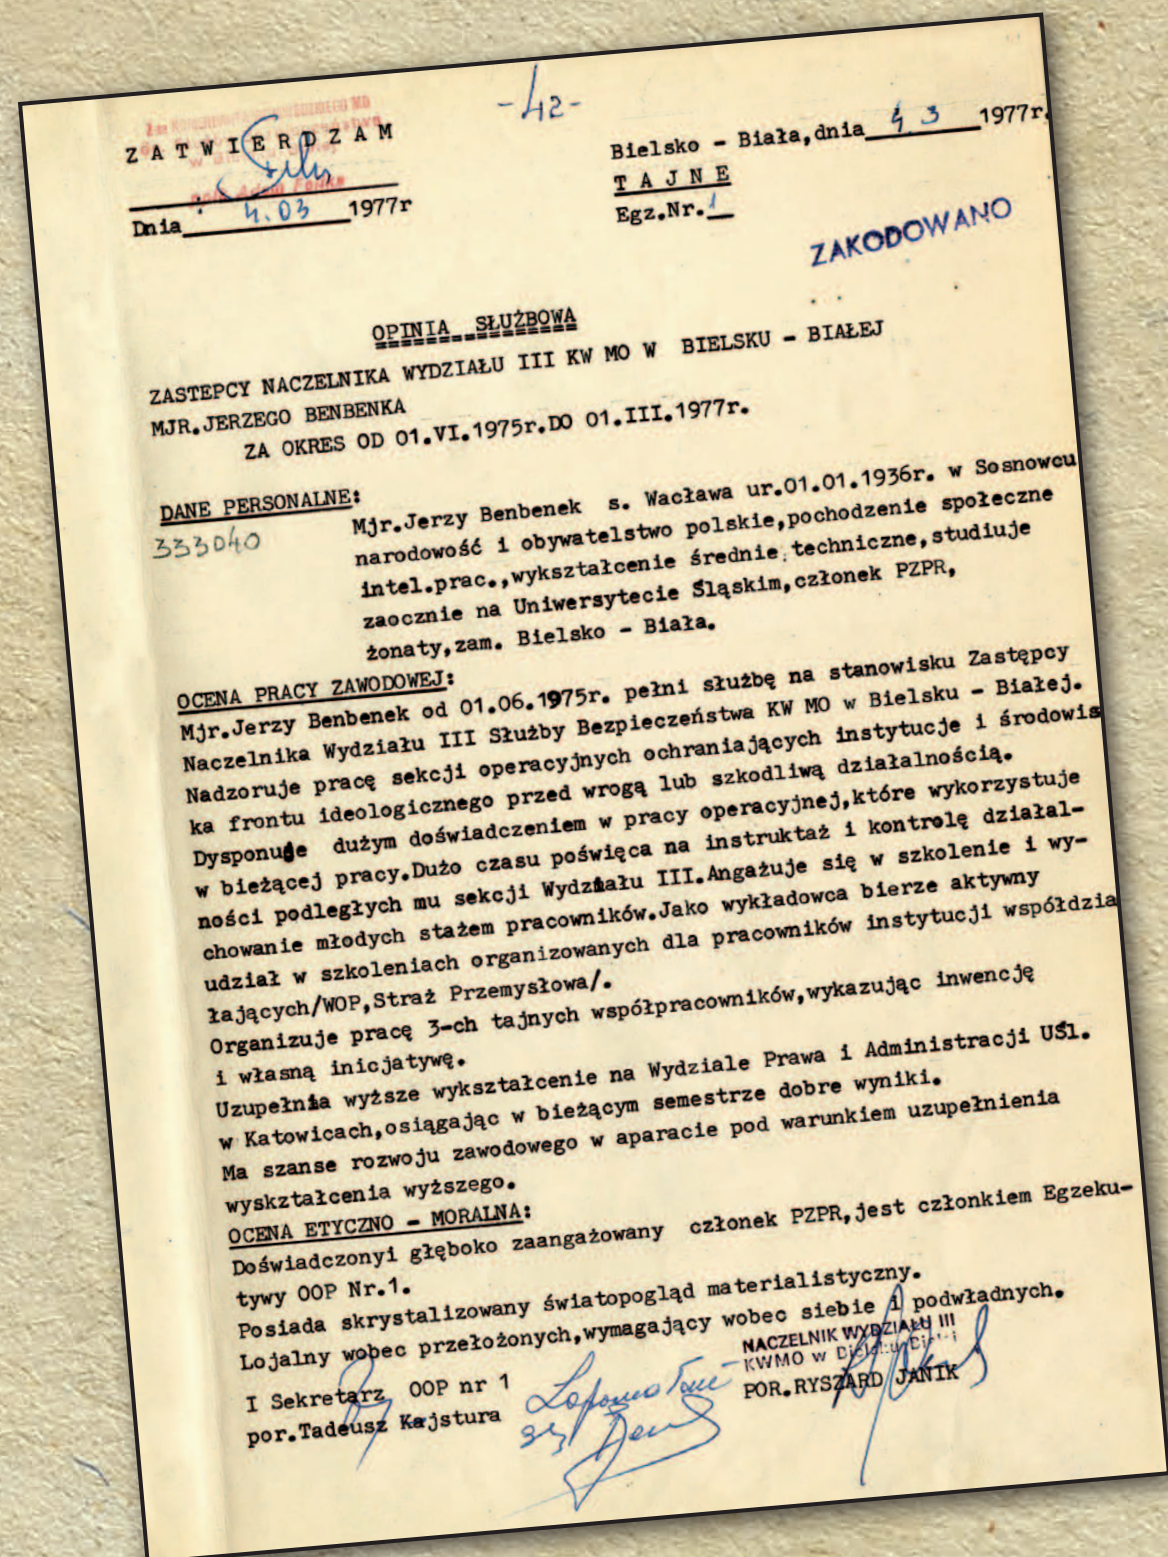 -42-
ZATWIERDZAM
Dnia 4.03 1977r
Bielsko - Biała,dnia 4 3 1977r.
TAJNE
Egz.Nr. 1
ZAKODOWANO
OPINIA SŁUŻBOWA
ZASTEPCY NACZELNIKA WYDZIAŁU III KW MO W BIELSKU - BIAŁEJ
MJR.JERZEGO BENBENKA
ZA OKRES OD 01.VI.1975r.DO 01.III.1977r.
DANE PERSONALNE:
333040
Mjr.Jerzy Benbenek s. Wacława ur.01.01.1936r. w Sosnowcu
narodowość i obywatelstwo polskie,pochodzenie społeczne
intel.prac.,wykształcenie średnie techniczne,studiuje
zaocznie na Uniwersytecie Śląskim,członek PZPR,
żonaty,zam. Bielsko - Biała.
OCENA PRACY ZAWODOWEJ:
Mjr.Jerzy Benbenek od 01.06.1975r. pełni służbę na stanowisku Zastępcy
Naczelnika Wydziału III Służby Bezpieczeństwa KW MO w Bielsku - Białej.
Nadzoruje pracę sekcji operacyjnych ochraniających instytucje i środowis
ka frontu ideologicznego przed wrogą lub szkodliwą działalnością.
Dysponuje dużym doświadczeniem w pracy operacyjnej,które wykorzystuje
w bieżącej pracy.Dużo czasu poświęca na instruktaż i kontrolę działal-
ności podległych mu sekcji Wydziału III.Angażuje się w szkolenie i wy-
chowanie młodych stażem pracowników.Jako wykładowca bierze aktywny
udział w szkoleniach organizowanych dla pracowników instytucji współdzia
łających/WOP,Straż Przemysłowa/.
Organizuje pracę 3-ch tajnych współpracowników,wykazując inwencję
i własną inicjatywę.
Uzupełnia wyższe wykształcenie na Wydziale Prawa i Administracji UŚl.
w Katowicach,osiągając w bieżącym semestrze dobre wyniki.
Ma szanse rozwoju zawodowego w aparacie pod warunkiem uzupełnienia
wyskztałcenia wyższego.
OCENA ETYCZNO - MORALNA:
Doświadczonyi głęboko zaangażowany członek PZPR,jest członkiem Egzeku-
tywy OOP Nr.1.
Posiada skrystalizowany światopogląd materialistyczny.
Lojalny wobec przełożonych,wymagający wobec siebie i podwładnych.
NACZELNIK WYDZIAŁU III
KWMO w
I Sekretarz OOP nr 1
POR.RYSZARD JANIK
por.Tadeusz Kajstura